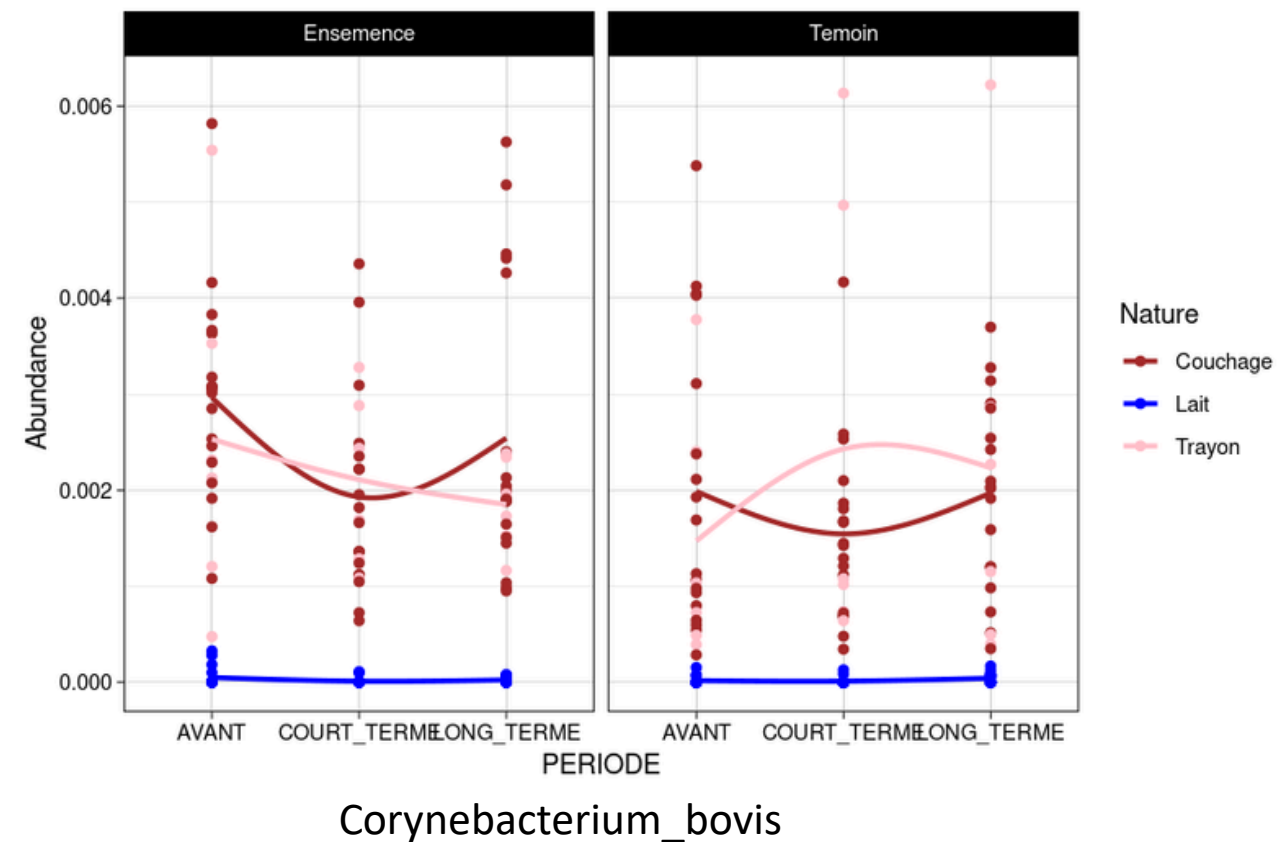 Ensemence
Temoin
0.006
0.004
0.002
0.000
Abundance
AVANT
COURT_TERME
LONG_TERME
AVANT
COURT_TERME
LONG_TERME
PERIODE
Nature
Couchage
Lait
Trayon
Corynebacterium_bovis